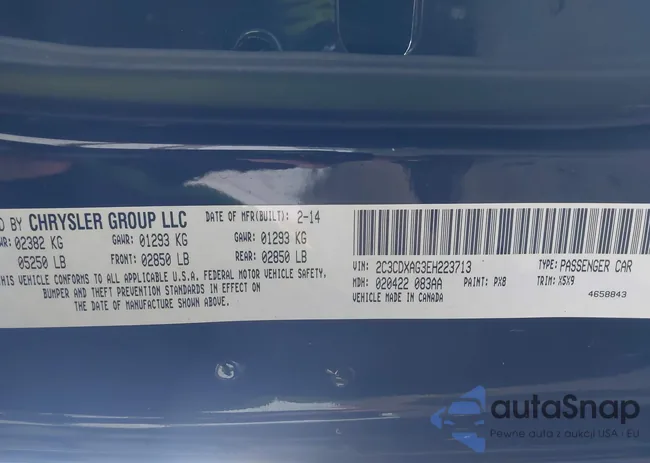 D BY CHRYSLER GROUP LLC
DATE OF MFR(BUILT): 2-14
WR: 02382 KG GAWR: 01293 KG GAWR: 01293 KG
05250 LB FRONT: 02850 LB REAR: 02850 LB
THIS VEHICLE CONFORMS TO ALL APPLICABLE U.S.A. FEDERAL MOTOR VEHICLE SAFETY,
BUMPER AND THEFT PREVENTION STANDARDS IN EFFECT ON
THE DATE OF MANUFACTURE SHOWN ABOVE.
VIN: 2C3CDXAG3EH223713 TYPE: PASSENGER CAR
MDH: 020422 083AA PAINT: PX8 TRIM: X5X9
VEHICLE MADE IN CANADA 4658843
autaSnap
Pewne auta z aukcji USA - EU